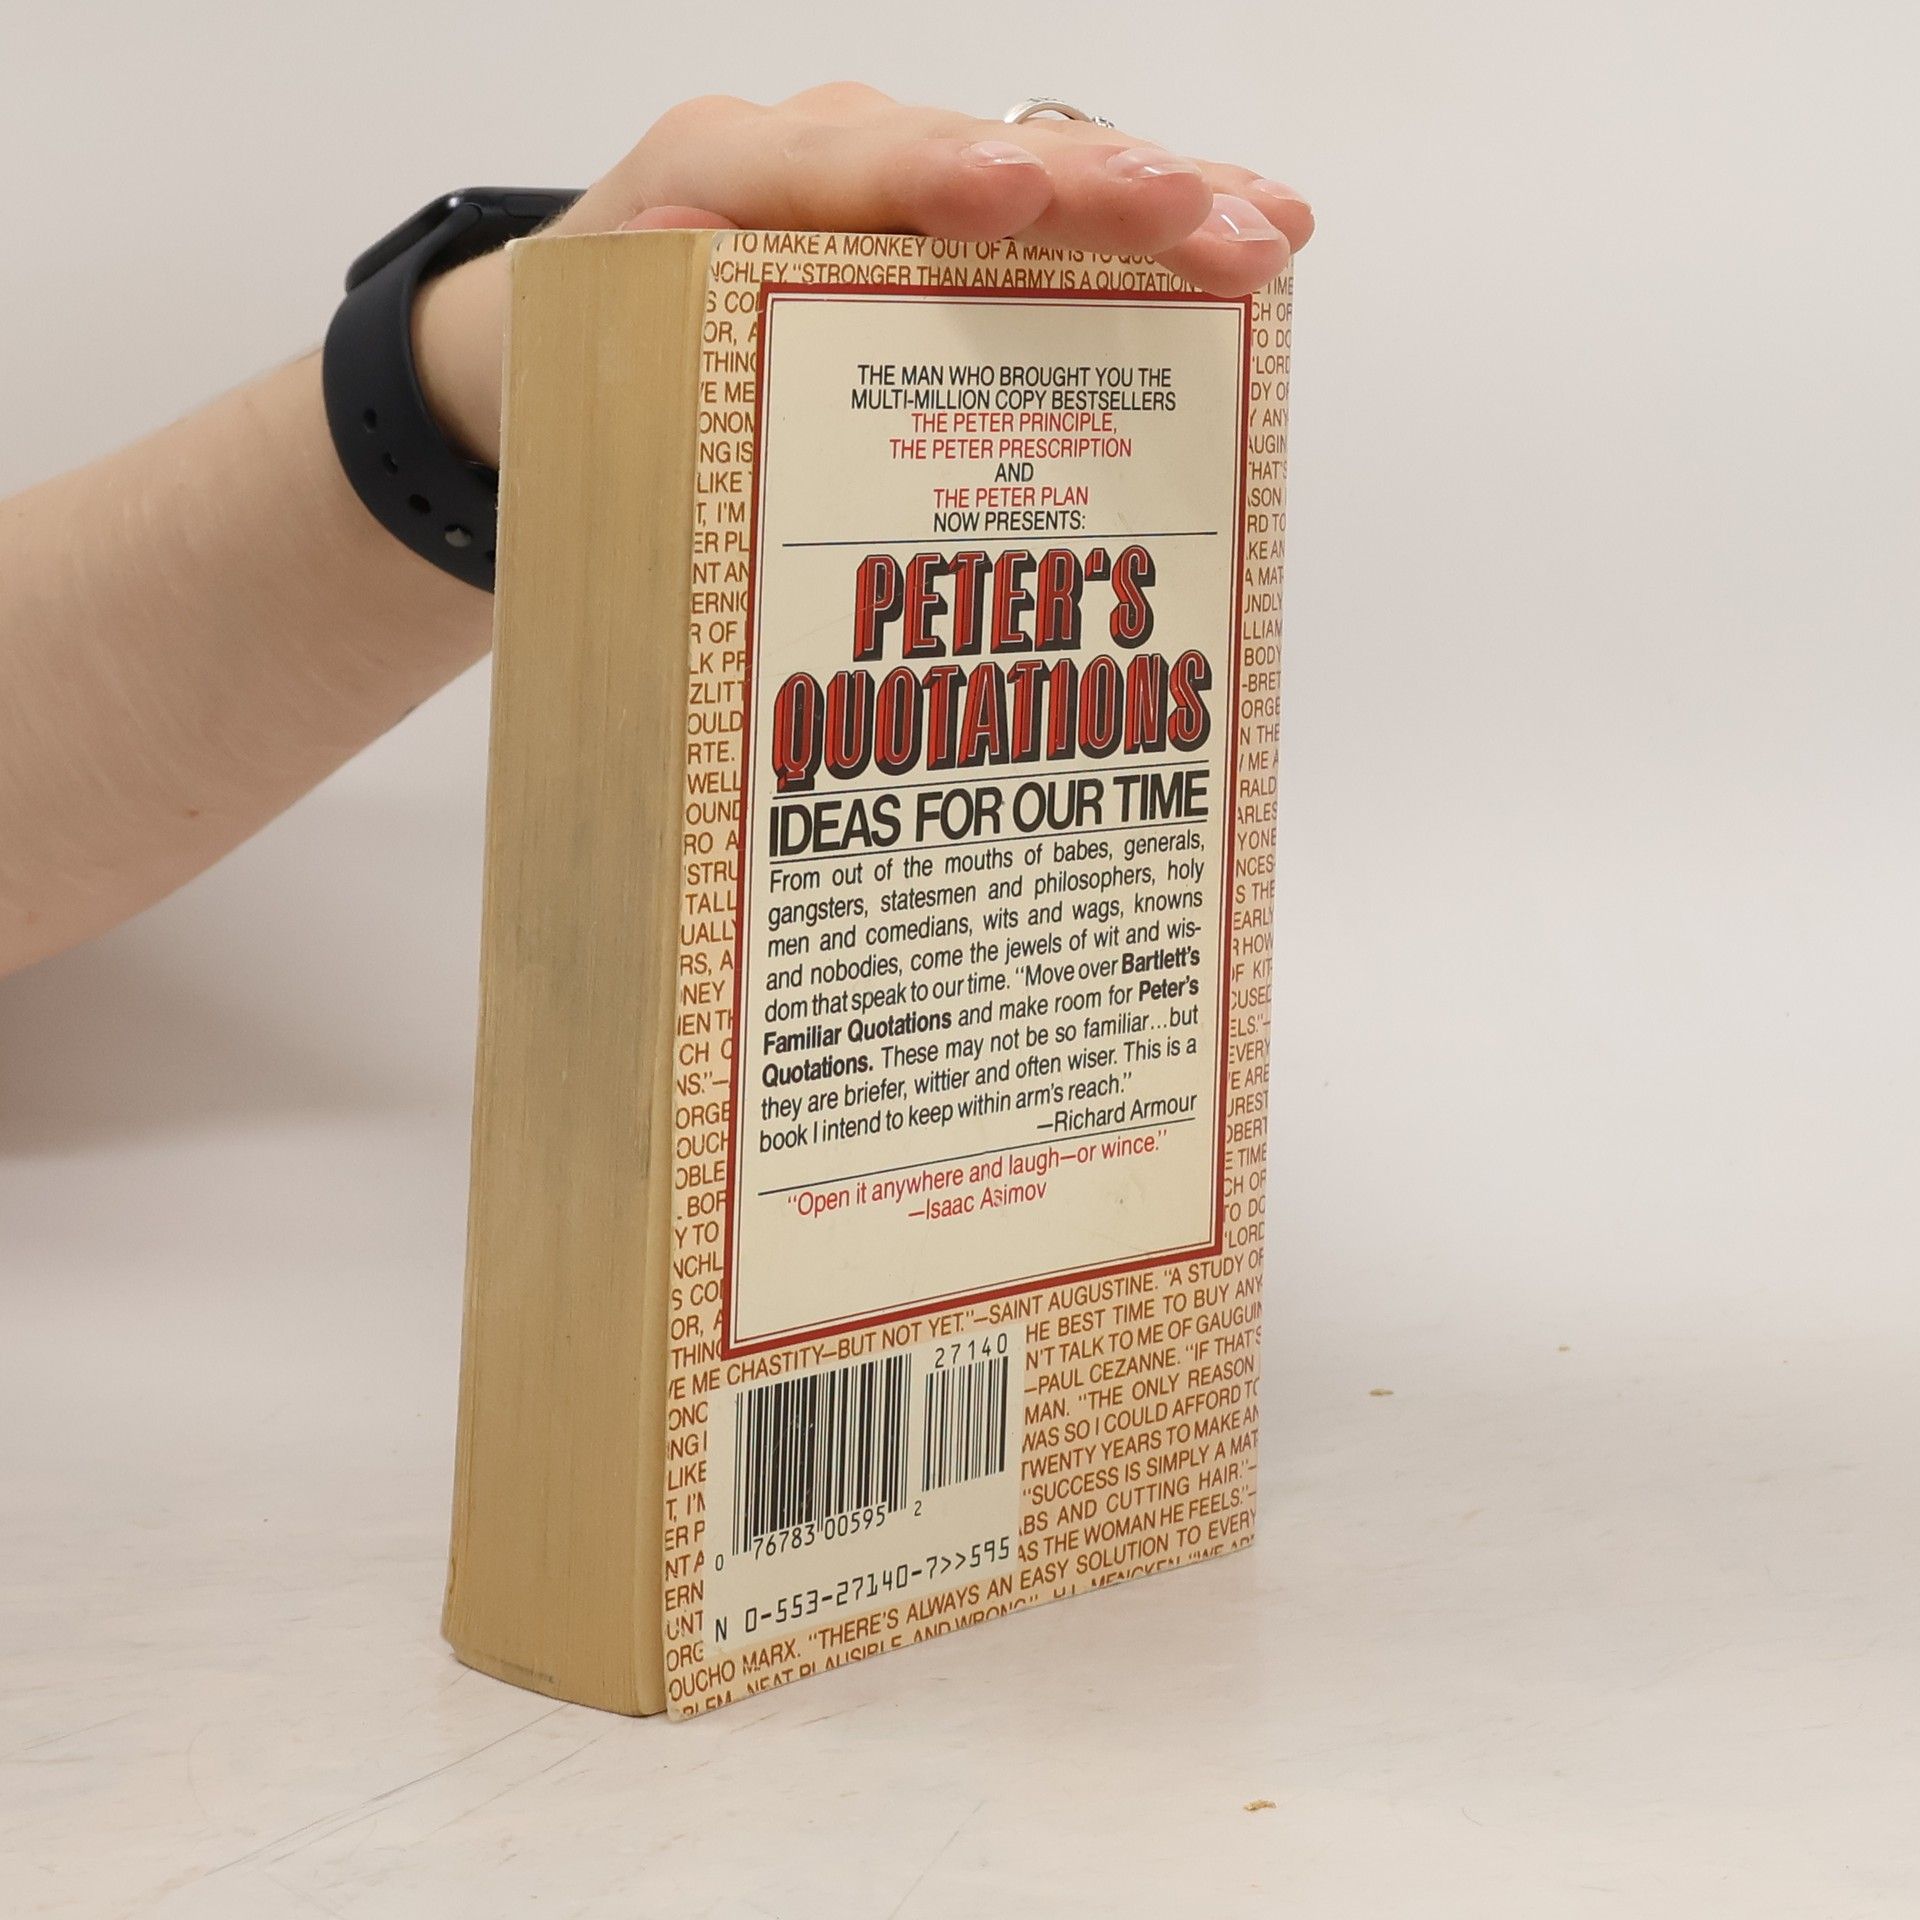 TO MAKE A MONKEY OUT OF A MAN IS TO
"STRONGER THAN AN ARMY IS A QUOTATION
THE MAN WHO BROUGHT YOU THE
MULTI-MILLION COPY BESTSELLERS
THE PETER PRINCIPLE,
THE PETER PRESCRIPTION
AND
THE PETER PLAN
NOW PRESENTS:
PETER'S
QUOTATIONS
IDEAS FOR OUR TIME
From out of the mouths of babes, generals,
gangsters, statesmen and philosophers, holy
men and comedians, wits and wags, knowns
and nobodies, come the jewels of wit and wis-
dom that speak to our time. "Move over Bartlett's
Familiar Quotations and make room for Peter's
Quotations. These may not be so familiar...but
they are briefer, wittier and often wiser. This is a
book I intend to keep within arm's reach."
—Richard Armour
"Open it anywhere and laugh—or wince."
—Isaac Asimov
ME CHASTITY—BUT NOT YET."—SAINT AUGUSTINE. "A STUDY OF
HE BEST TIME TO BUY ANY
N'T TALK TO ME OF GAUGUIN
—PAUL CEZANNE. "IF THAT'S
MAN. "THE ONLY REASON
WAS SO I COULD AFFORD TO
TWENTY YEARS TO MAKE AN
"SUCCESS IS SIMPLY A MAT-
BS AND CUTTING HAIR."—
AS THE WOMAN HE FEELS."—
27140
0 76783 00595 2
N 0-553-27140-7>>595
OUCHO MARX. "THERE'S ALWAYS AN EASY SOLUTION TO EVERY
NEAT PLAUSIBLE AND WRONG." H.L. MENCKEN "WE ARE